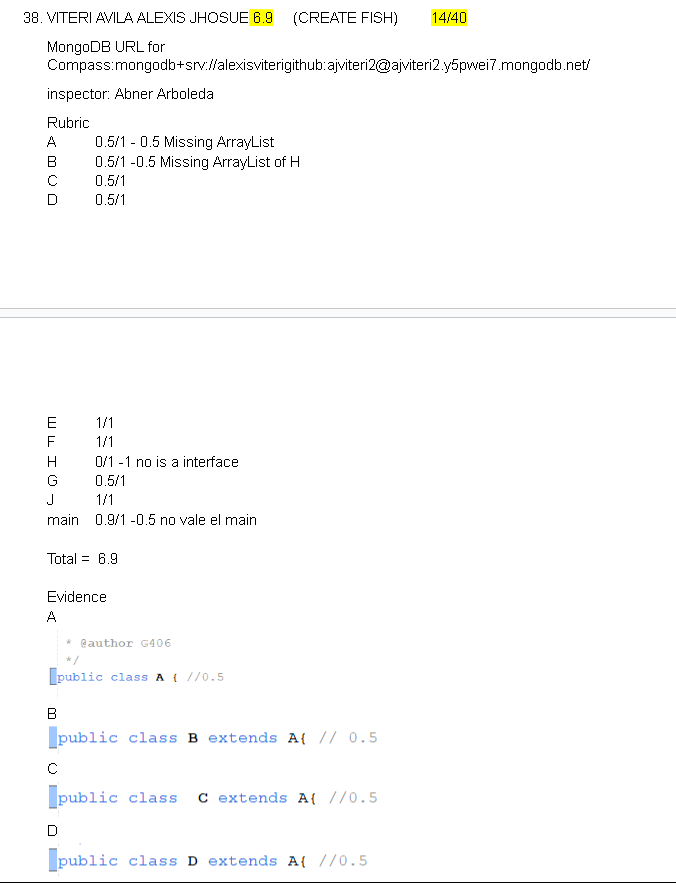 38. VITERI AVILA ALEXIS JHOSUE 6.9 (CREATE FISH) 14/40
MongoDB URL for
Compass:mongodb+srv://alexisviterigithub:ajviteri2@ajviteri2.y5pwei7.mongodb.net/
inspector: Abner Arboleda
Rubric
A 0.5/1 - 0.5 Missing ArrayList
B 0.5/1 -0.5 Missing ArrayList of H
C 0.5/1
D 0.5/1
E 1/1
F 1/1
H 0/1 -1 no is a interface
G 0.5/1
J 1/1
main 0.9/1 -0.5 no vale el main
Total = 6.9
Evidence
A
* @author G406
*/
public class A { //0.5
B
public class B extends A{ // 0.5
C
public class C extends A{ //0.5
D
public class D extends A{ //0.5